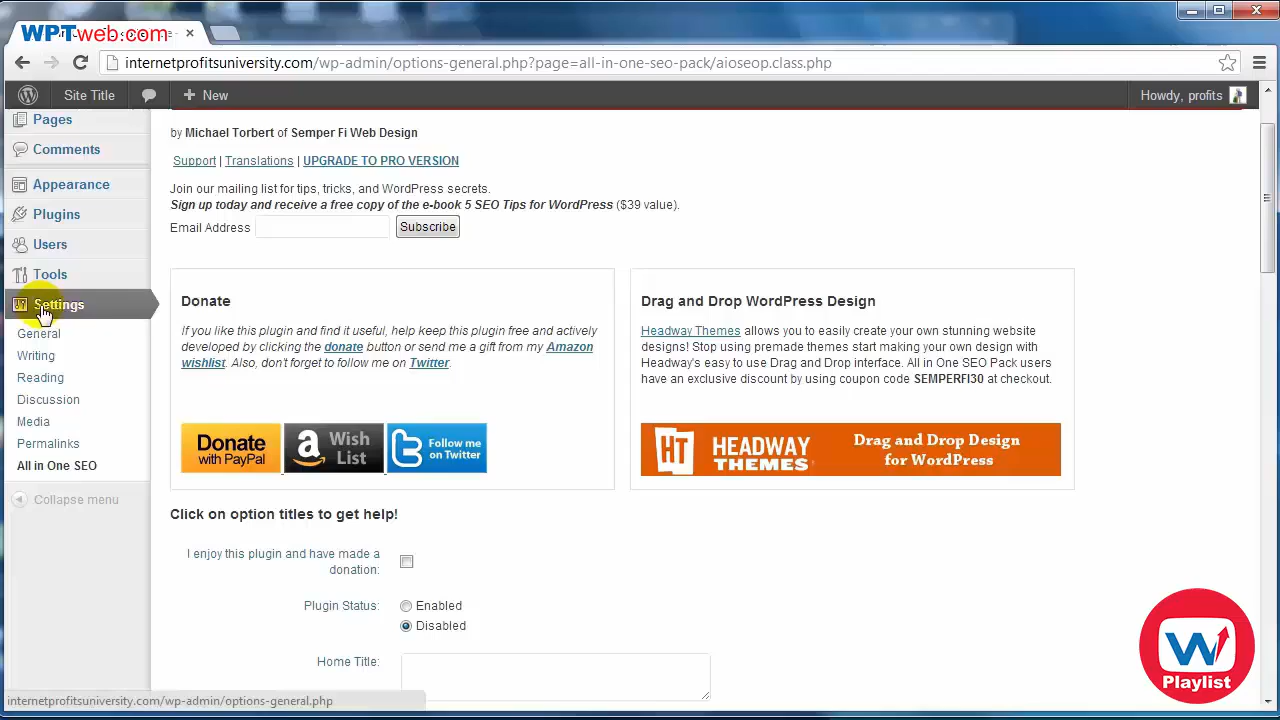 WPTweb.com
internetprofitsuniversity.com/wp-admin/options-general.php?page=all-in-one-seo-pack/aioseop.class.php
Site Title
New
Howdy, profits
Pages
Comments
Appearance
Plugins
Users
Tools
Settings
General
Writing
Reading
Discussion
Media
Permalinks
All in One SEO
Collapse menu
by Michael Torbert of Semper Fi Web Design
Support | Translations | UPGRADE TO PRO VERSION
Join our mailing list for tips, tricks, and WordPress secrets.
Sign up today and receive a free copy of the e-book 5 SEO Tips for WordPress ($39 value).
Email Address
Subscribe
Donate
If you like this plugin and find it useful, help keep this plugin free and actively
developed by clicking the donate button or send me a gift from my Amazon
wishlist. Also, don't forget to follow me on Twitter.
Donate
with PayPal
a Wish
List
Follow me
on Twitter
Drag and Drop WordPress Design
Headway Themes allows you to easily create your own stunning website
designs! Stop using premade themes start making your own design with
Headway's easy to use Drag and Drop interface. All in One SEO Pack users
have an exclusive discount by using coupon code SEMPERFI30 at checkout.
HT
HEADWAY
THEMES
Drag and Drop Design
for WordPress
Click on option titles to get help!
I enjoy this plugin and have made a
donation:
Plugin Status:
Enabled
Disabled
Home Title:
W
Playlist
internetprofitsuniversity.com/wp-admin/options-general.php